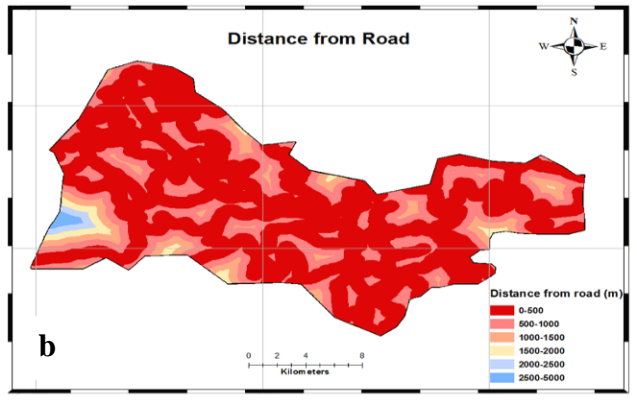 Distance from Road
N
W E
S
Distance from road (m)
0-500
500-1000
1000-1500
1500-2000
2000-2500
2500-5000
b
0 2 4 8
Kilometers